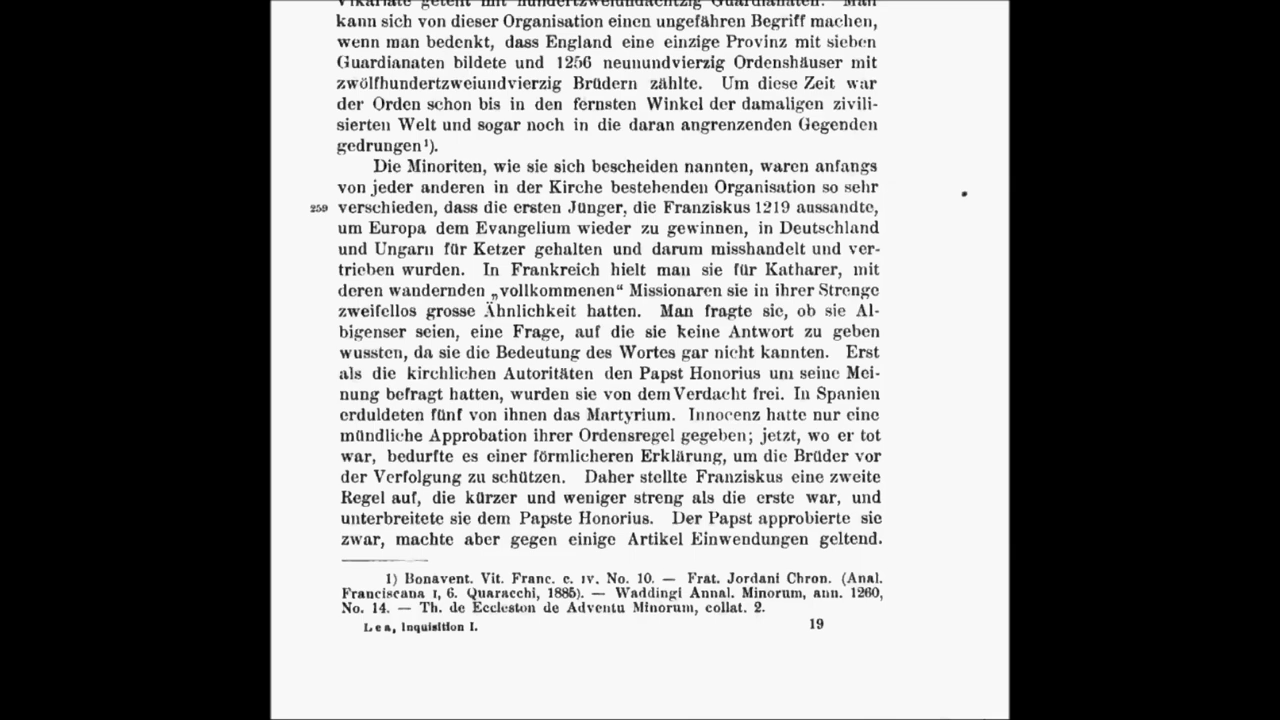 Vikariate geteilt mit hundertzweiundachtzig Guardianaten. Man
kann sich von dieser Organisation einen ungefähren Begriff machen,
wenn man bedenkt, dass England eine einzige Provinz mit sieben
Guardianaten bildete und 1256 neunundvierzig Ordenshäuser mit
zwölfhundertzweiundvierzig Brüdern zählte. Um diese Zeit war
der Orden schon bis in den fernsten Winkel der damaligen zivili-
sierten Welt und sogar noch in die daran angrenzenden Gegenden
gedrungen¹).
Die Minoriten, wie sie sich bescheiden nannten, waren anfangs
von jeder anderen in der Kirche bestehenden Organisation so sehr
259 verschieden, dass die ersten Jünger, die Franziskus 1219 aussandte,
um Europa dem Evangelium wieder zu gewinnen, in Deutschland
und Ungarn für Ketzer gehalten und darum misshandelt und ver-
trieben wurden. In Frankreich hielt man sie für Katharer, mit
deren wandernden „vollkommenen“ Missionaren sie in ihrer Strenge
zweifellos grosse Ähnlichkeit hatten. Man fragte sie, ob sie Al-
bigenser seien, eine Frage, auf die sie keine Antwort zu geben
wussten, da sie die Bedeutung des Wortes gar nicht kannten. Erst
als die kirchlichen Autoritäten den Papst Honorius um seine Mei-
nung befragt hatten, wurden sie von dem Verdacht frei. In Spanien
erduldeten fünf von ihnen das Martyrium. Innocenz hatte nur eine
mündliche Approbation ihrer Ordensregel gegeben; jetzt, wo er tot
war, bedurfte es einer förmlicheren Erklärung, um die Brüder vor
der Verfolgung zu schützen. Daher stellte Franziskus eine zweite
Regel auf, die kürzer und weniger streng als die erste war, und
unterbreitete sie dem Papste Honorius. Der Papst approbierte sie
zwar, machte aber gegen einige Artikel Einwendungen geltend.
1) Bonavent. Vit. Franc. c. IV. No. 10. — Frat. Jordani Chron. (Anal.
Franciscana I, 6. Quaracchi, 1885). — Waddingi Annal. Minorum, ann. 1260,
No. 14. — Th. de Eccleston de Adventu Minorum, collat. 2.
Lea, Inquisition I. 19